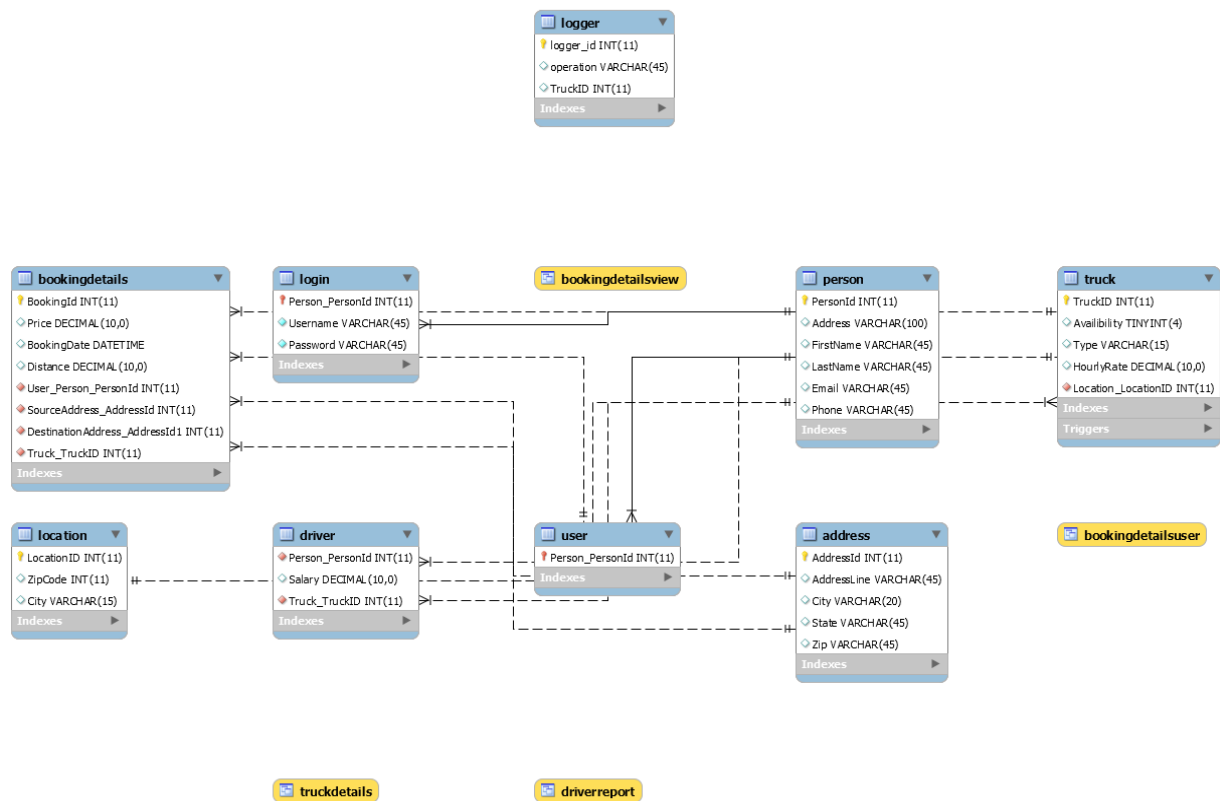 logger
logger_id INT(11)
operation VARCHAR(45)
TruckID INT(11)
Indexes
bookingdetails
BookingId INT(11)
Price DECIMAL(10,0)
BookingDate DATETIME
Distance DECIMAL(10,0)
User_Person_PersonId INT(11)
SourceAddress_AddressId INT(11)
DestinationAddress_AddressId1 INT(11)
Truck_TruckID INT(11)
Indexes
login
Person_PersonId INT(11)
Username VARCHAR(45)
Password VARCHAR(45)
Indexes
bookingdetailsview
person
PersonId INT(11)
Address VARCHAR(100)
FirstName VARCHAR(45)
LastName VARCHAR(45)
Email VARCHAR(45)
Phone VARCHAR(45)
Indexes
truck
TruckID INT(11)
Availibility TINYINT(4)
Type VARCHAR(15)
HourlyRate DECIMAL(10,0)
Location_LocationID INT(11)
Indexes
Triggers
location
LocationID INT(11)
ZipCode INT(11)
City VARCHAR(15)
Indexes
driver
Person_PersonId INT(11)
Salary DECIMAL(10,0)
Truck_TruckID INT(11)
Indexes
user
Person_PersonId INT(11)
Indexes
address
AddressId INT(11)
AddressLine VARCHAR(45)
City VARCHAR(20)
State VARCHAR(45)
Zip VARCHAR(45)
Indexes
bookingdetailsuser
truckdetails
driverreport